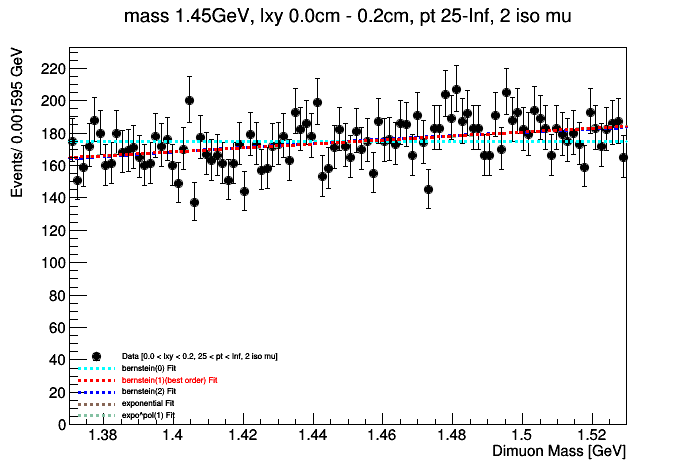 mass 1.45GeV, lxy 0.0cm - 0.2cm, pt 25-Inf, 2 iso mu
Events/ 0.001595 GeV
220
200
180
160
140
120
100
80
60
40
20
0
Data [0.0 < lxy < 0.2, 25 < pt < Inf, 2 iso mu]
bernstein(0) Fit
bernstein(1)(best order) Fit
bernstein(2) Fit
exponential Fit
expo*pol(1) Fit
1.38 1.4 1.42 1.44 1.46 1.48 1.5 1.52
Dimuon Mass [GeV]